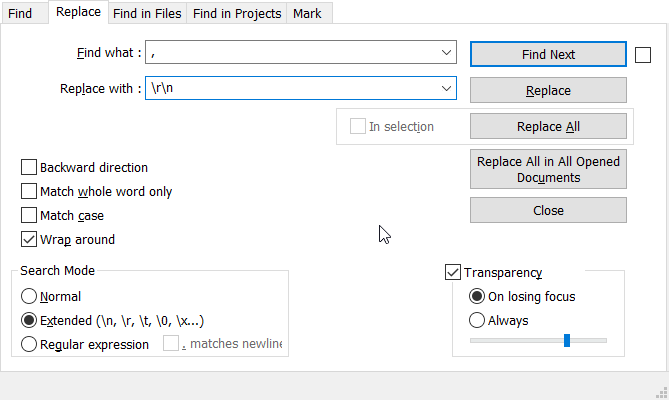 Find Replace Find in Files Find in Projects Mark
Find what : , Find Next
Replace with : \r\n Replace
In selection Replace All
Replace All in All Opened
Documents
Backward direction
Match whole word only
Match case
Wrap around
Close
Search Mode
Normal
Extended (\n, \r, \t, \0, \x...)
Regular expression . matches newline
Transparency
On losing focus
Always